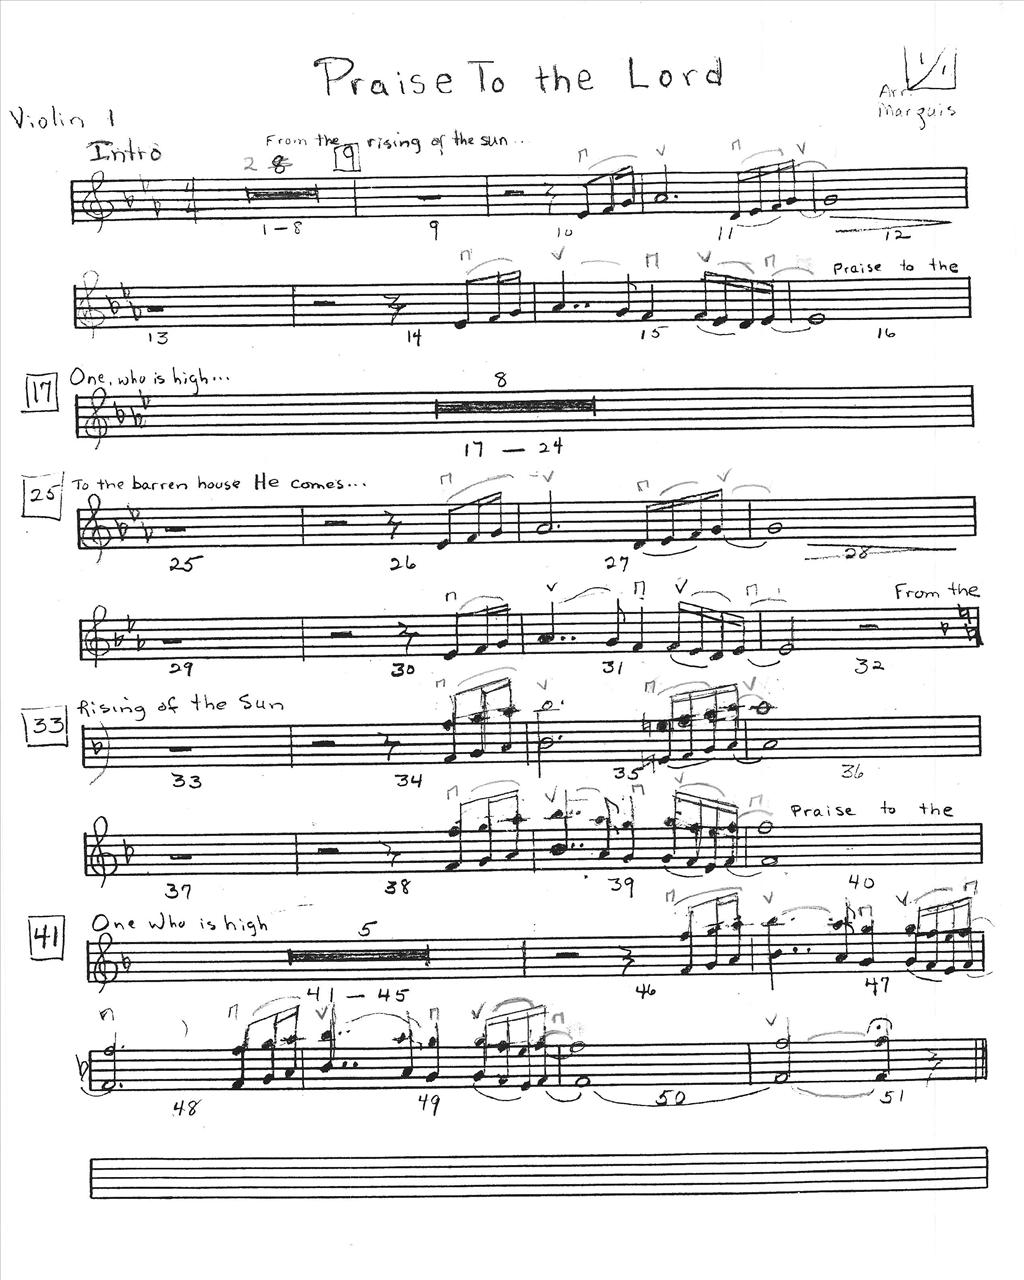 Praise To the Lord
1/1
Arr.
Marquis
Violin 1
Intro
From the rising of the sun...
2 8 9
1-8 9 10 11 12
Praise to the
13 14 15 16
17 One, who is high...
8
17 — 24
25 To the barren house He comes...
25 26 27 28
From the
29 30 31 32
33 Rising of the Sun
33 34 35 36
Praise to the
37 38 39 40
41 One Who is high
5
41 — 45 46 47
48 49 50 51